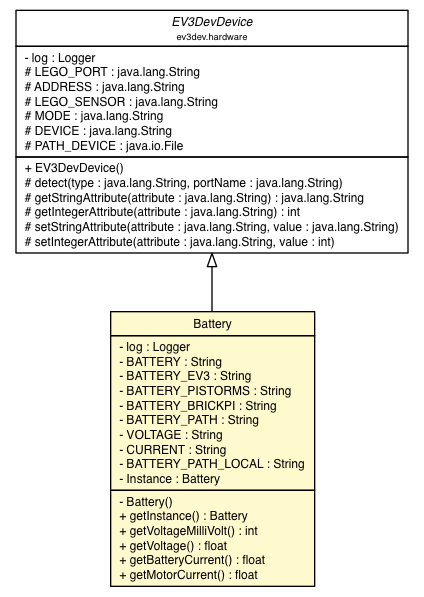 EV3DevDevice
ev3dev.hardware
- log : Logger
# LEGO_PORT : java.lang.String
# ADDRESS : java.lang.String
# LEGO_SENSOR : java.lang.String
# MODE : java.lang.String
# DEVICE : java.lang.String
# PATH_DEVICE : java.io.File
+ EV3DevDevice()
# detect(type : java.lang.String, portName : java.lang.String)
# getStringAttribute(attribute : java.lang.String) : java.lang.String
# getIntegerAttribute(attribute : java.lang.String) : int
# setStringAttribute(attribute : java.lang.String, value : java.lang.String)
# setIntegerAttribute(attribute : java.lang.String, value : int)
Battery
- log : Logger
- BATTERY : String
- BATTERY_EV3 : String
- BATTERY_PISTORMS : String
- BATTERY_BRICKPI : String
- BATTERY_PATH : String
- VOLTAGE : String
- CURRENT : String
- BATTERY_PATH_LOCAL : String
- Instance : Battery
- Battery()
+ getInstance() : Battery
+ getVoltageMilliVolt() : int
+ getVoltage() : float
+ getBatteryCurrent() : float
+ getMotorCurrent() : float